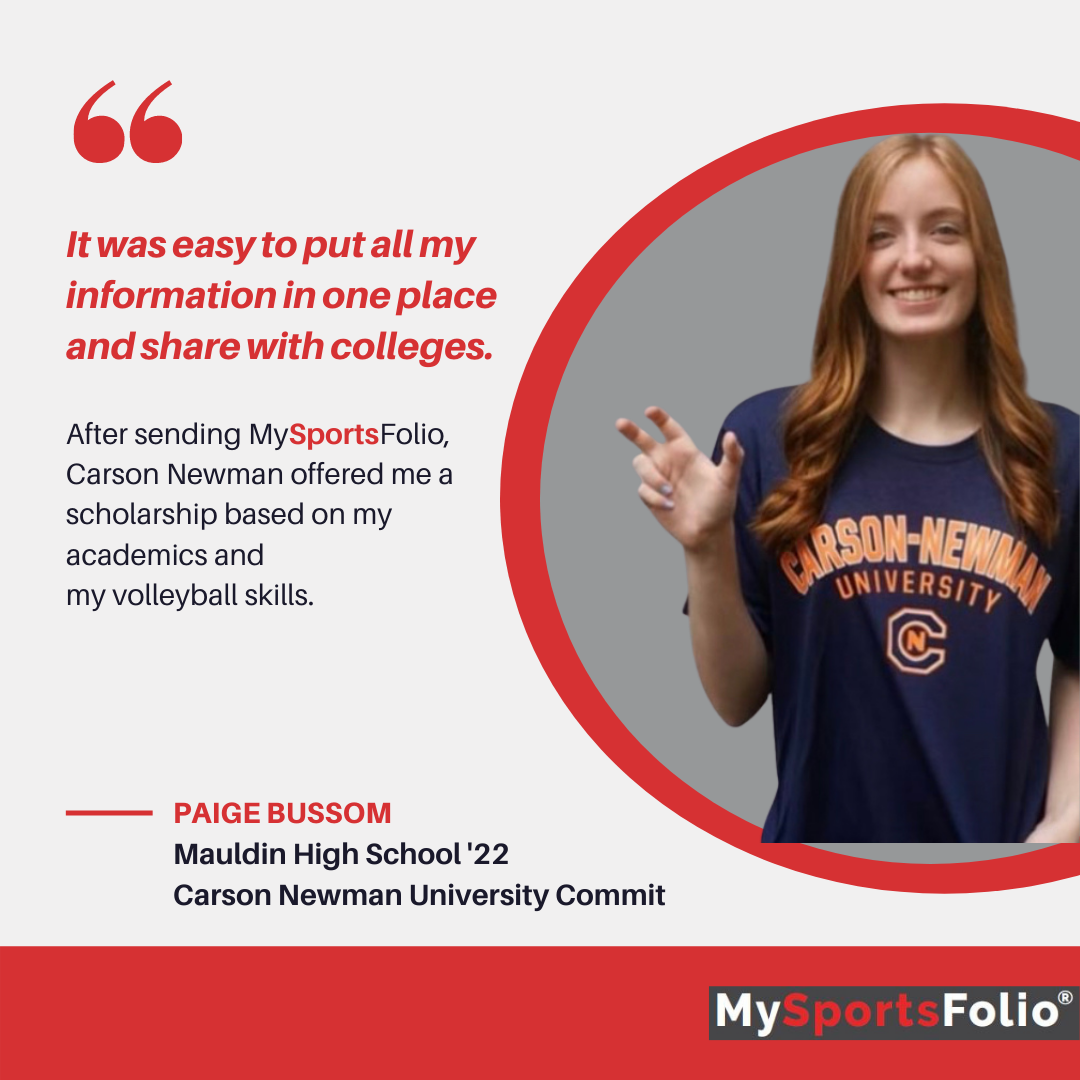 “
It was easy to put all my
information in one place
and share with colleges.
After sending MySportsFolio,
Carson Newman offered me a
scholarship based on my
academics and
my volleyball skills.
CARSON-NEWMAN
UNIVERSITY
CN
PAIGE BUSSOM
Mauldin High School '22
Carson Newman University Commit
MySportsFolio®